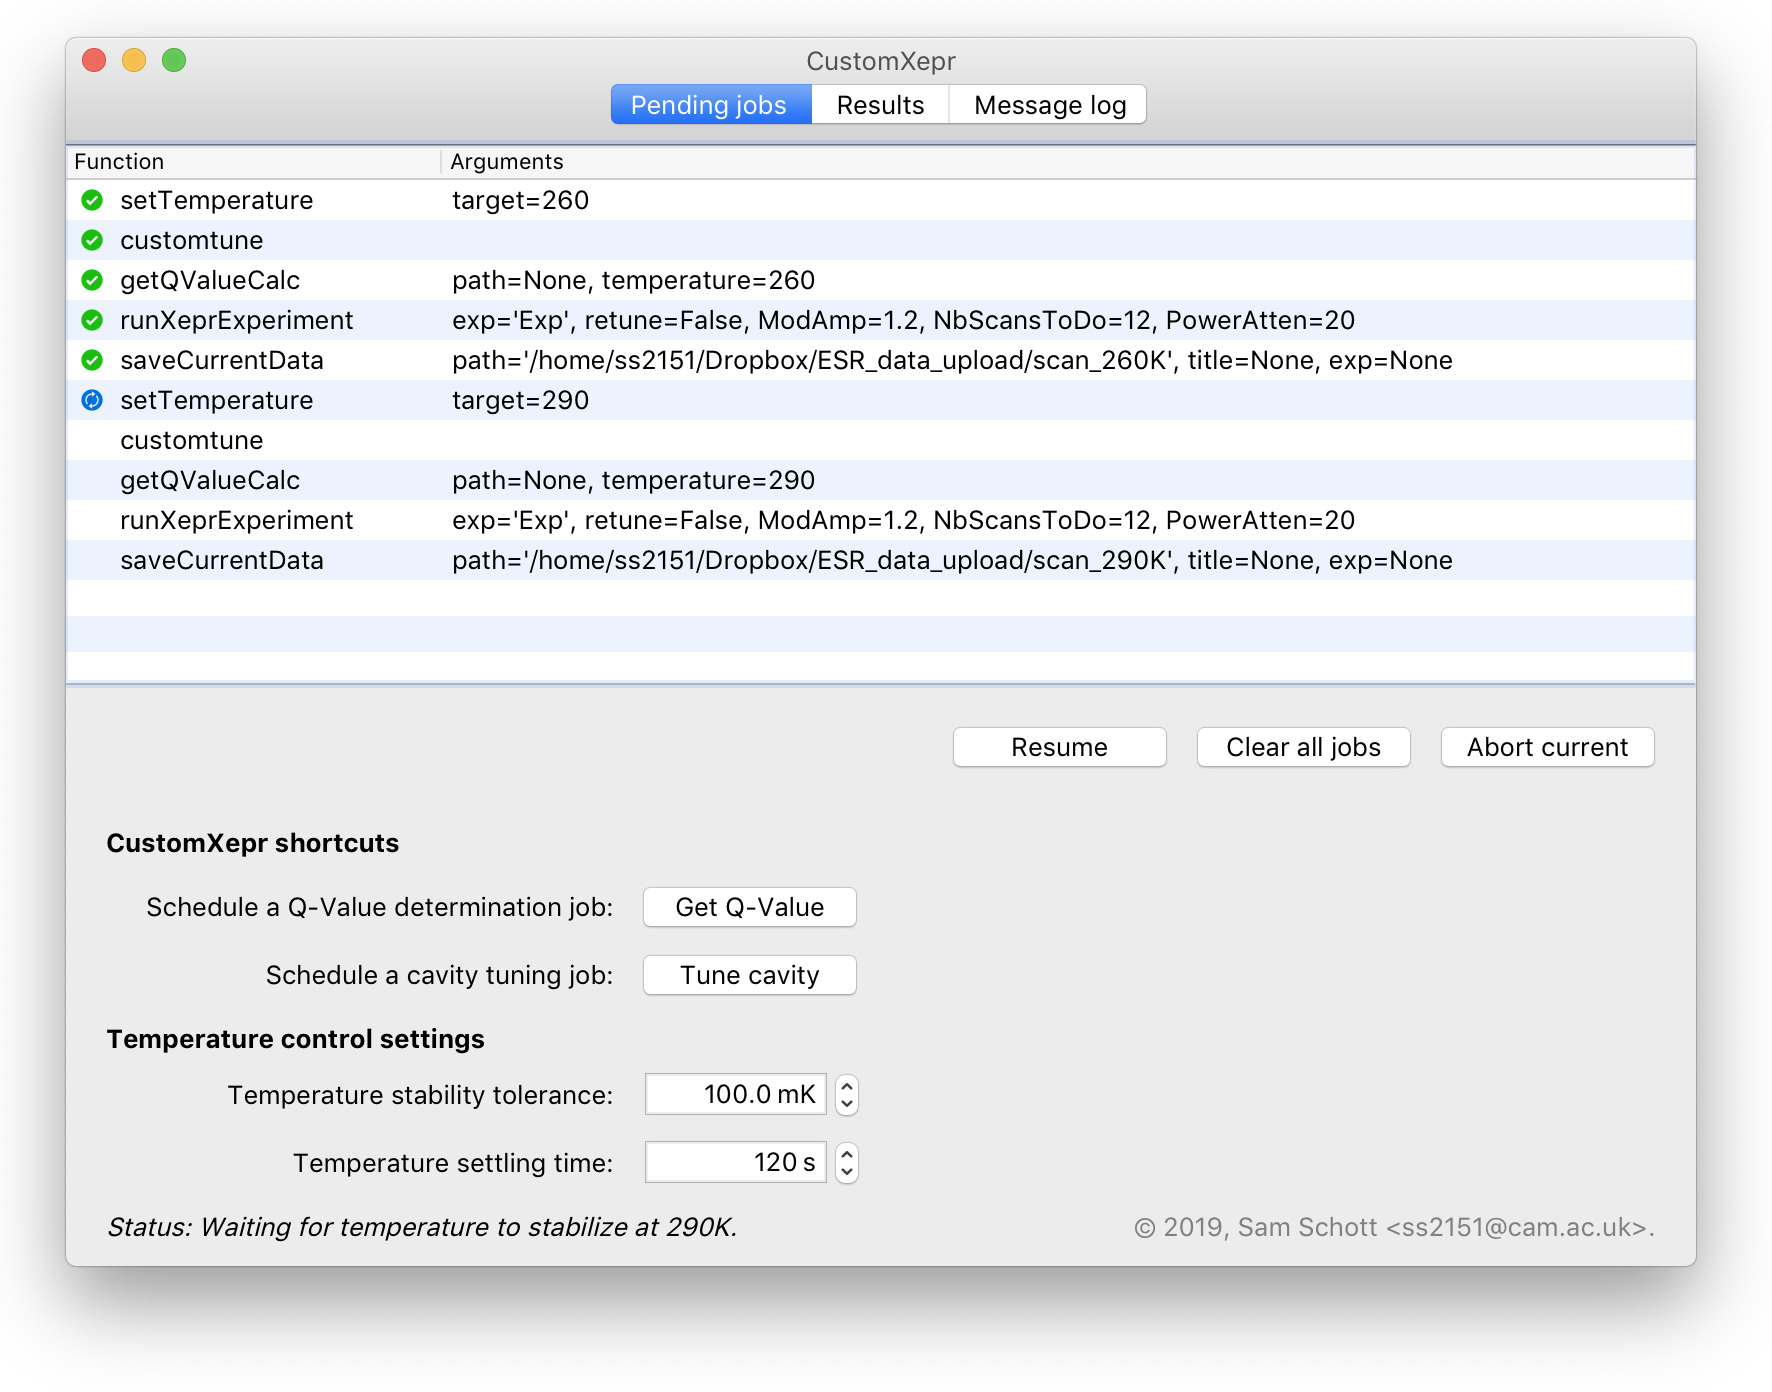 CustomXepr
Pending jobs Results Message log
Function Arguments
setTemperature target=260
customtune
getQValueCalc path=None, temperature=260
runXeprExperiment exp='Exp', retune=False, ModAmp=1.2, NbScansToDo=12, PowerAtten=20
saveCurrentData path='/home/ss2151/Dropbox/ESR_data_upload/scan_260K', title=None, exp=None
setTemperature target=290
customtune
getQValueCalc path=None, temperature=290
runXeprExperiment exp='Exp', retune=False, ModAmp=1.2, NbScansToDo=12, PowerAtten=20
saveCurrentData path='/home/ss2151/Dropbox/ESR_data_upload/scan_290K', title=None, exp=None
Resume Clear all jobs Abort current
CustomXepr shortcuts
Schedule a Q-Value determination job: Get Q-Value
Schedule a cavity tuning job: Tune cavity
Temperature control settings
Temperature stability tolerance: 100.0 mK
Temperature settling time: 120 s
Status: Waiting for temperature to stabilize at 290K. © 2019, Sam Schott <ss2151@cam.ac.uk>.